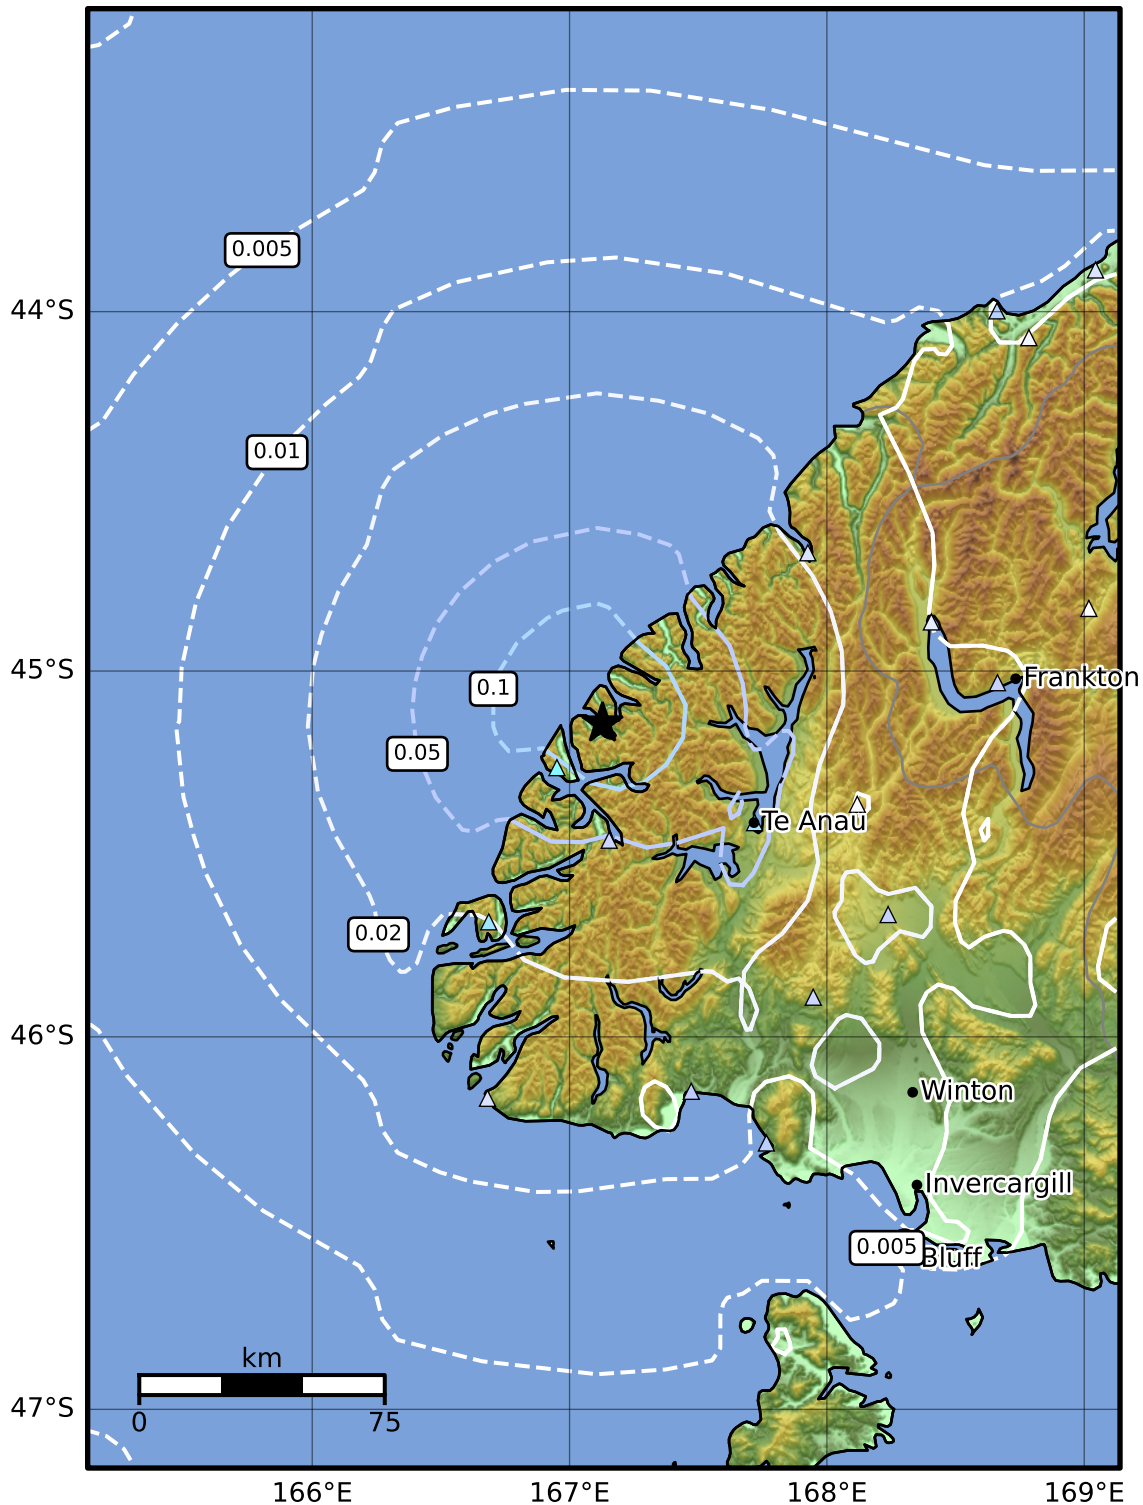 0.005
44°S
0.01
45°S
Frankton
0.1
0.05
Te Anau
0.02
46°S
Winton
Invercargill
0.005
Bluff
km
0 75
47°S
166°E 167°E 168°E 169°E